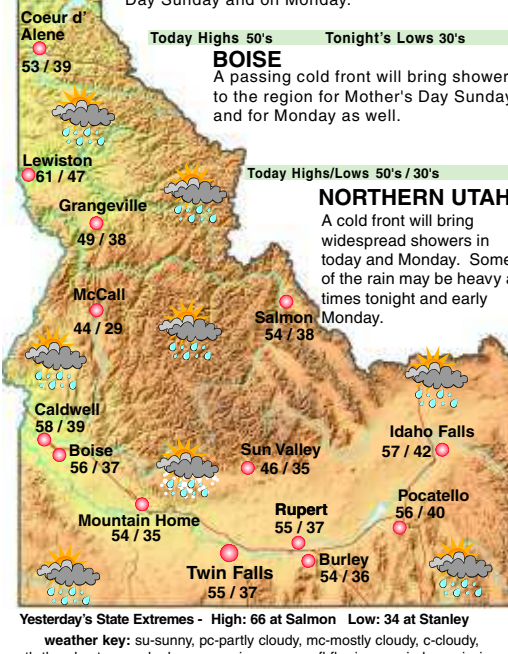 Day Sunday and on Monday.
Coeur d'
Alene
53 / 39
Today Highs 50's Tonight's Lows 30's
BOISE
A passing cold front will bring shower
to the region for Mother's Day Sunday
and for Monday as well.
Lewiston
61 / 47
Today Highs/Lows 50's / 30's
Grangeville
49 / 38
NORTHERN UTAH
A cold front will bring
widespread showers in
today and Monday. Some
of the rain may be heavy a
times tonight and early
Monday.
McCall
44 / 29
Salmon
54 / 38
Caldwell
58 / 39
Boise
56 / 37
Sun Valley
46 / 35
Idaho Falls
57 / 42
Pocatello
56 / 40
Mountain Home
54 / 35
Rupert
55 / 37
Burley
54 / 36
Twin Falls
55 / 37
Yesterday's State Extremes - High: 66 at Salmon Low: 34 at Stanley
weather key: su-sunny, pc-partly cloudy, mc-mostly cloudy, c-cloudy,